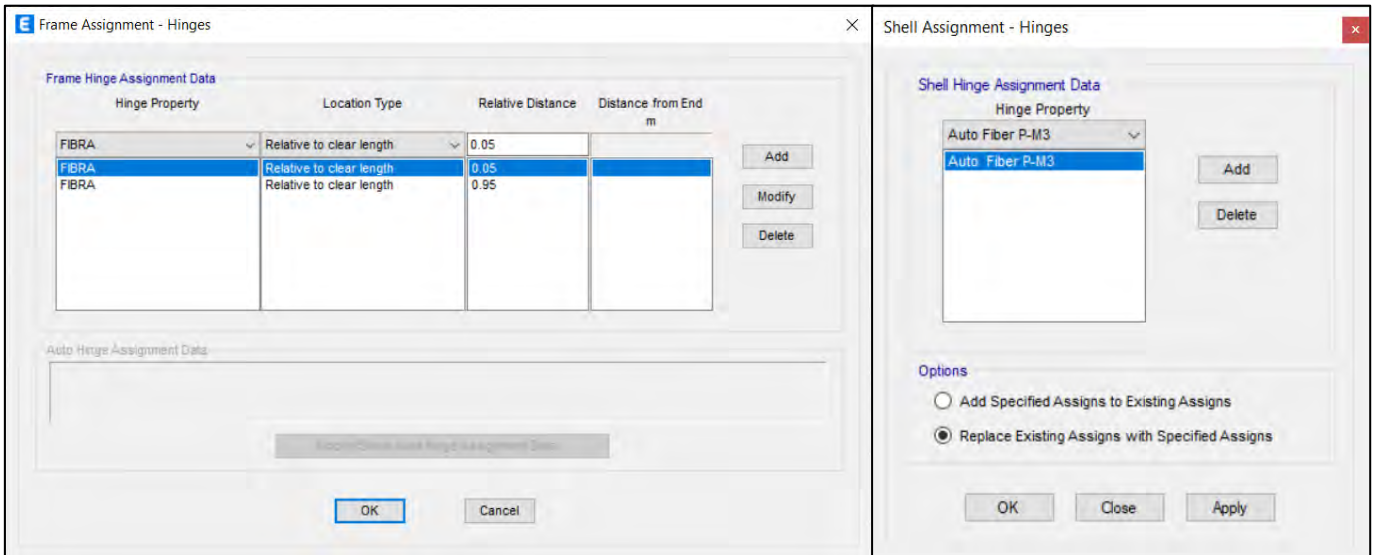 E Frame Assignment - Hinges
Frame Hinge Assignment Data
Hinge Property Location Type Relative Distance Distance from End
m
FIBRA Relative to clear length 0.05
FIBRA Relative to clear length 0.05
FIBRA Relative to clear length 0.95
Add
Modify
Delete
Auto Hinge Assignment Data
OK Cancel
Shell Assignment - Hinges
Shell Hinge Assignment Data
Hinge Property
Auto Fiber P-M3
Auto Fiber P-M3
Add
Delete
Options
Add Specified Assigns to Existing Assigns
Replace Existing Assigns with Specified Assigns
OK Close Apply